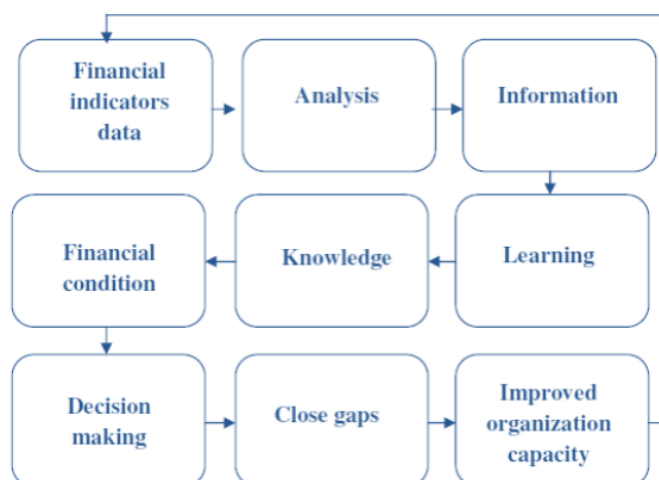 Financial
indicators
data
Analysis
Information
Financial
condition
Knowledge
Learning
Decision
making
Close gaps
Improved
organization
capacity